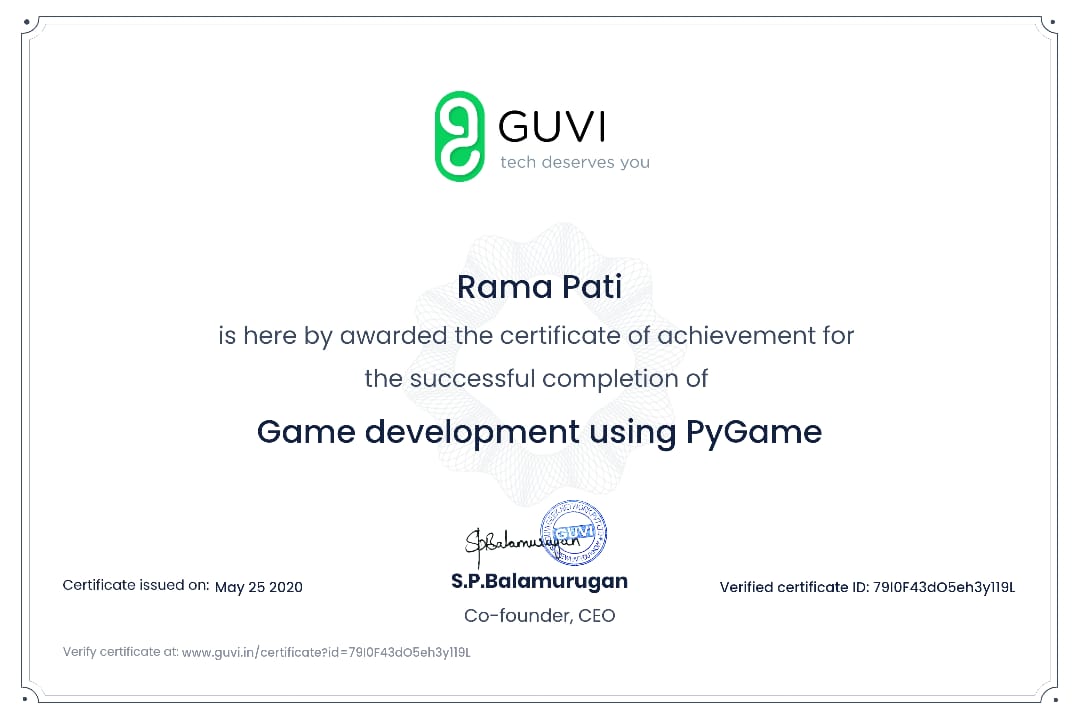 GUVI
tech deserves you
Rama Pati
is here by awarded the certificate of achievement for
the successful completion of
Game development using PyGame
SpBalamurugan
GUVI
S.P.Balamurugan
Co-founder, CEO
Certificate issued on: May 25 2020
Verified certificate ID: 79I0F43dO5eh3y119L
Verify certificate at: www.guvi.in/certificate?id=79I0F43dO5eh3y119L